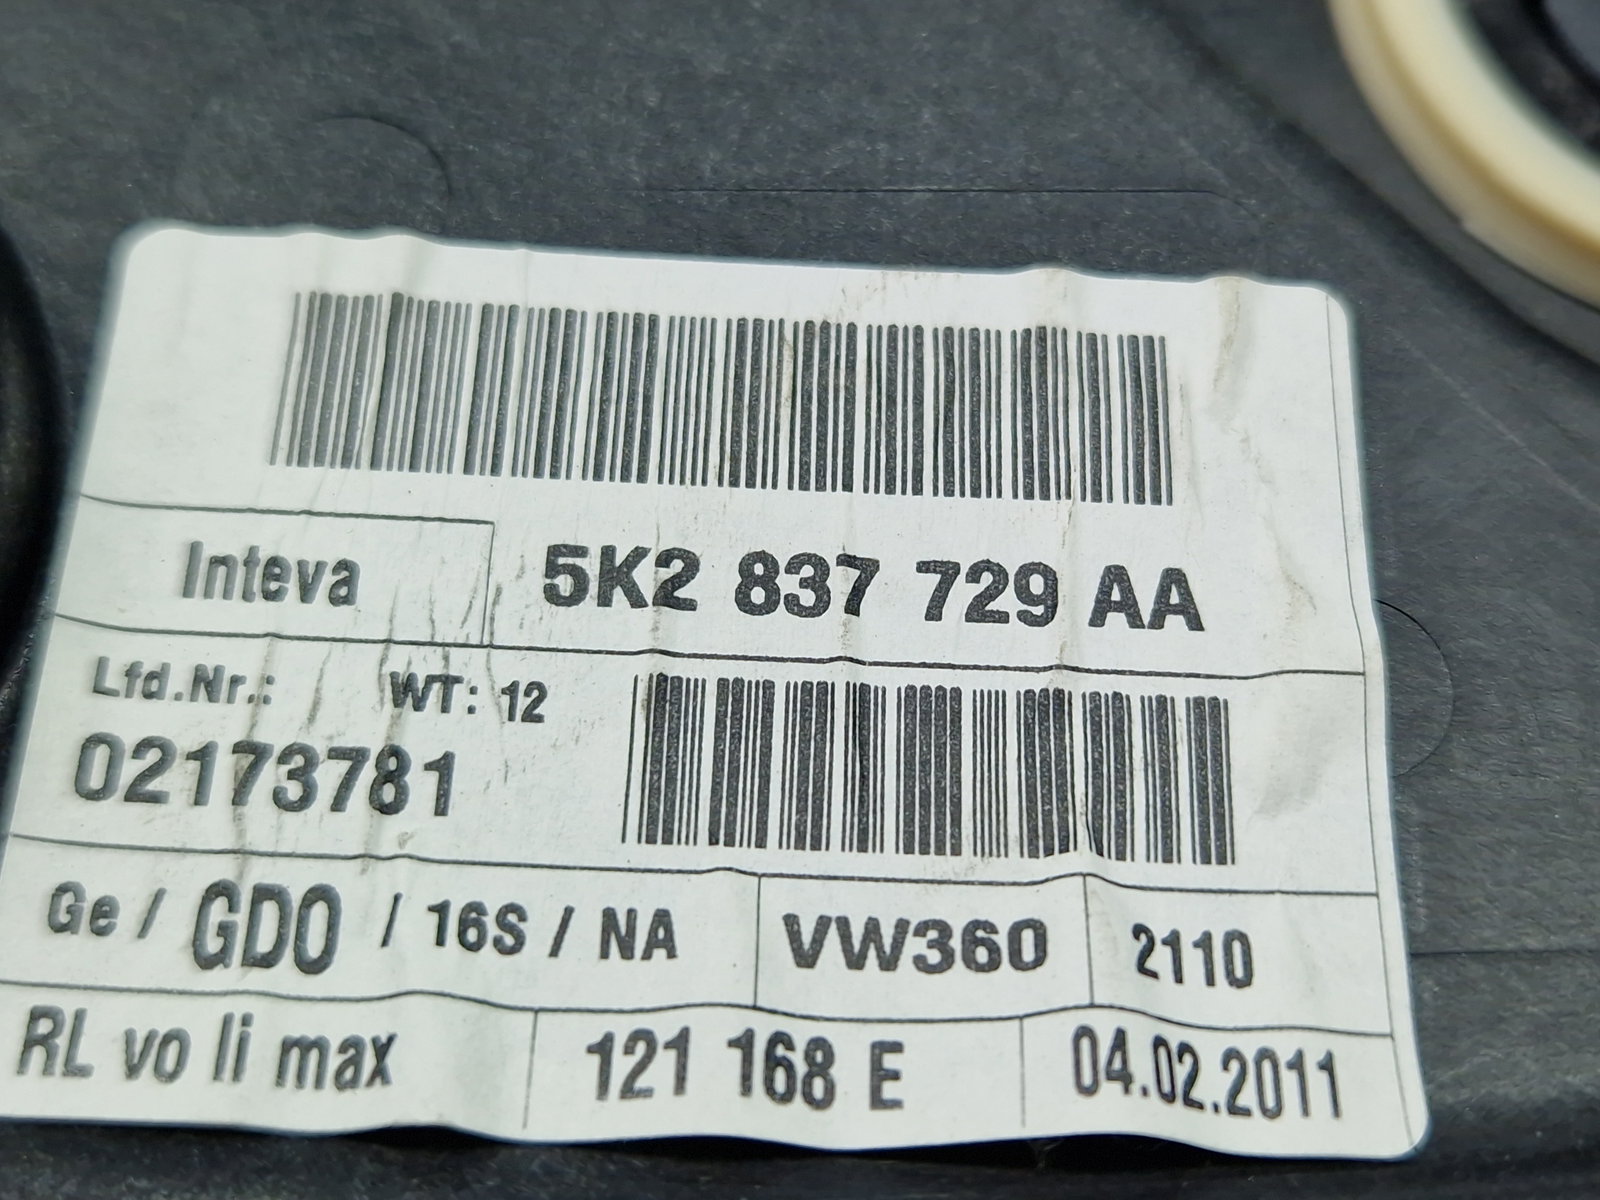 Inteva 5K2 837 729 AA
Lfd.Nr.: WT: 12
02173781
Ge / GDO / 16S / NA VW360 2110
RL vo li max 121 168 E 04.02.2011